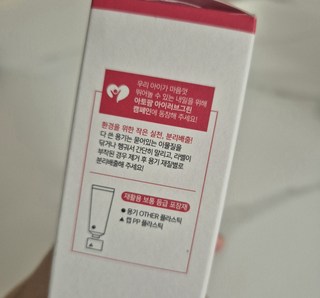 우리 아이가 마음껏
뛰어놀 수 있는 내일을 위해
아토팜 아이러브그린
캠페인에 동참해 주세요!
환경을 위한 작은 실천, 분리배출!
다 쓴 용기는 묻어있는 이물질을
닦거나 헹궈서 간단히 말리고, 라벨이
부착된 경우 제거 후 용기 재질별로
분리배출해 주세요!
재활용 보통 등급 포장재
● 용기 OTHER 플라스틱
▲ 캡 PP 플라스틱